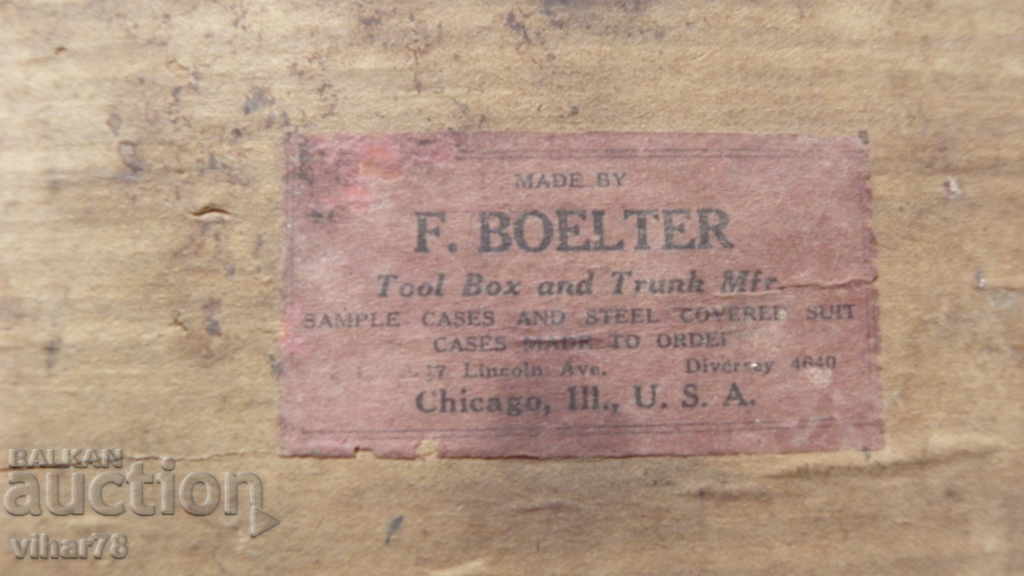 MADE BY
F. BOELTER
Tool Box and Trunk Mfr.
SAMPLE CASES AND STEEL COVERED SUIT
CASES MADE TO ORDER
Lincoln Ave. Diversey 4640
Chicago, Ill., U. S. A.
BALKAN
auction
vihar78